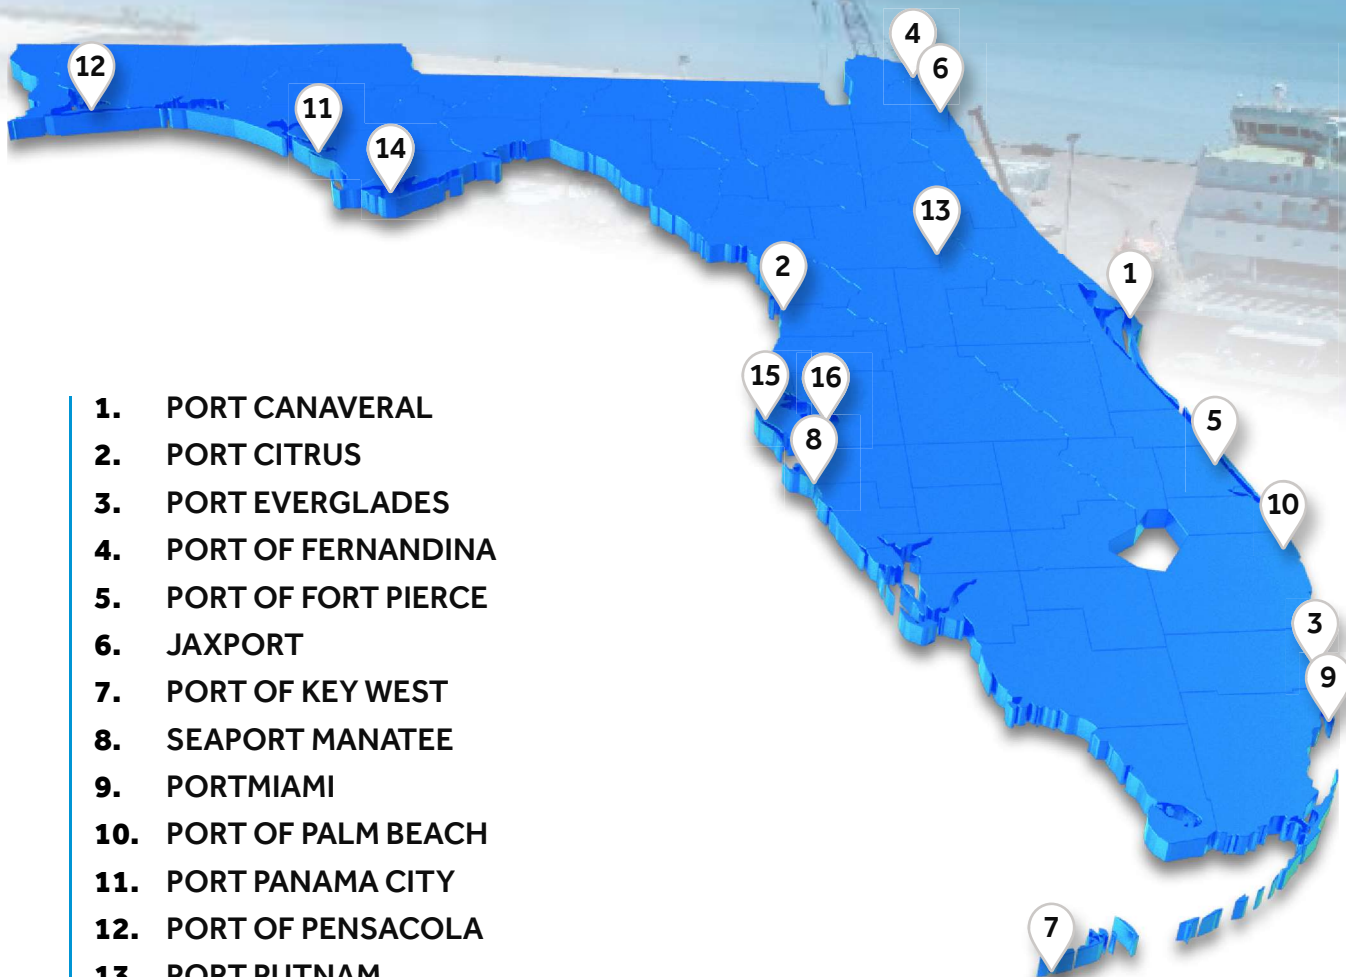 12
4
6
11
14
13
2
1
15
16
5
8
10
3
9
7
1. PORT CANAVERAL
2. PORT CITRUS
3. PORT EVERGLADES
4. PORT OF FERNANDINA
5. PORT OF FORT PIERCE
6. JAXPORT
7. PORT OF KEY WEST
8. SEAPORT MANATEE
9. PORTMIAMI
10. PORT OF PALM BEACH
11. PORT PANAMA CITY
12. PORT OF PENSACOLA
13. PORT PUTNAM